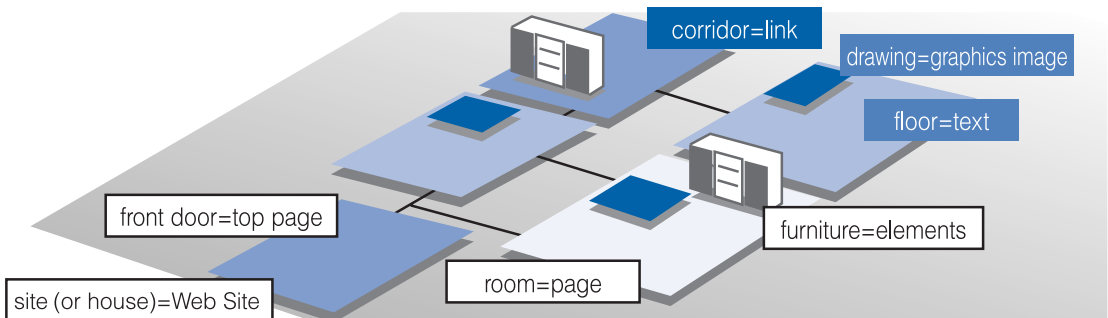 corridor=link
drawing=graphics image
floor=text
front door=top page
furniture=elements
room=page
site (or house)=Web Site